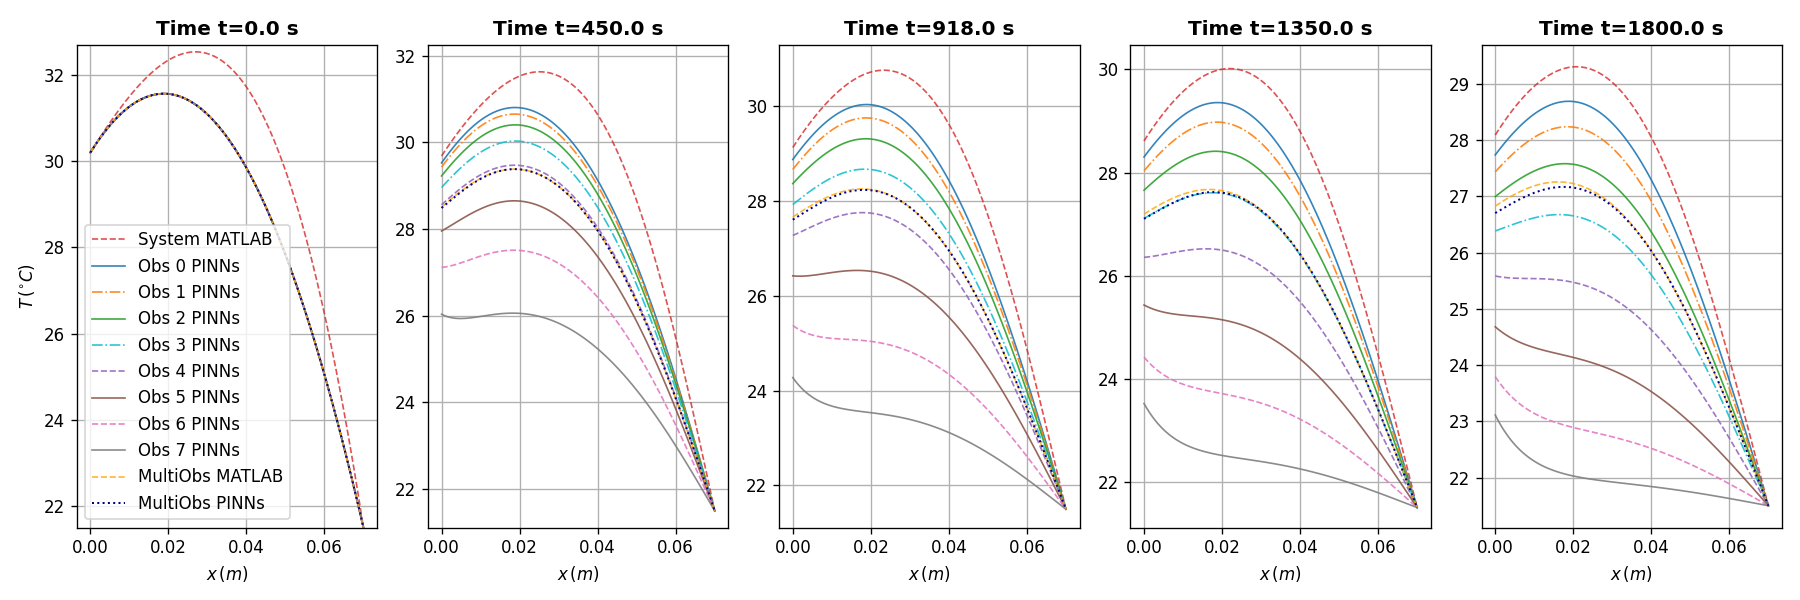 Time t=0.0 s
Time t=450.0 s
Time t=918.0 s
Time t=1350.0 s
Time t=1800.0 s
T (°C)
32
30
28
26
24
22
System MATLAB
Obs 0 PINNs
Obs 1 PINNs
Obs 2 PINNs
Obs 3 PINNs
Obs 4 PINNs
Obs 5 PINNs
Obs 6 PINNs
Obs 7 PINNs
MultiObs MATLAB
MultiObs PINNs
0.00 0.02 0.04 0.06
x (m)
32
30
28
26
24
22
0.00 0.02 0.04 0.06
x (m)
30
28
26
24
22
0.00 0.02 0.04 0.06
x (m)
30
28
26
24
22
0.00 0.02 0.04 0.06
x (m)
29
28
27
26
25
24
23
22
0.00 0.02 0.04 0.06
x (m)